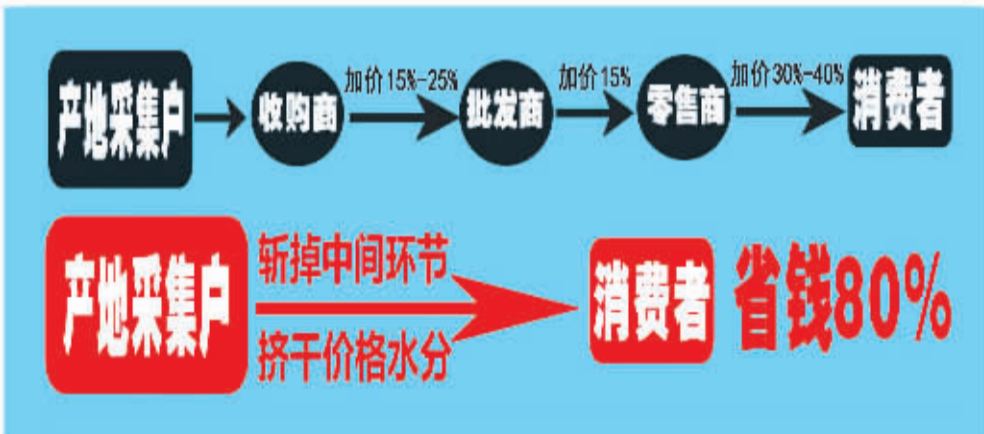 产地采集户
收购商
加价15%-25%
批发商
加价15%
零售商
加价30%-40%
消费者
产地采集户
斩掉中间环节
挤干价格水分
消费者
省钱80%